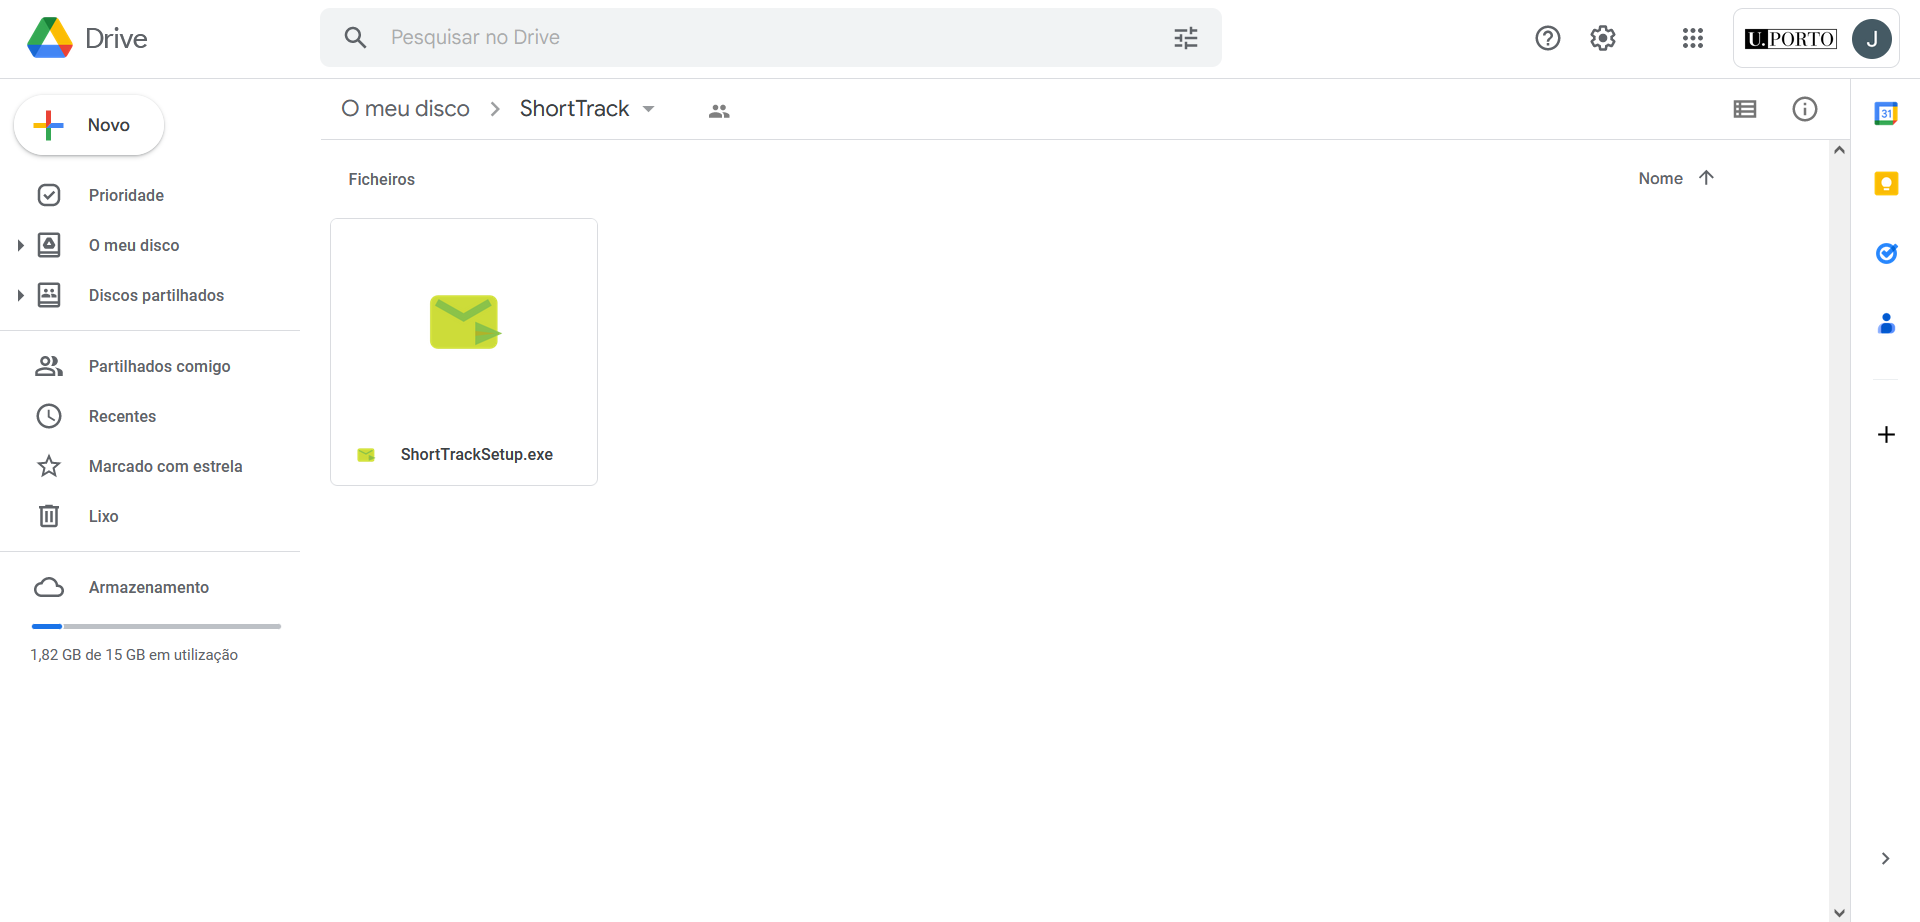 Drive
Pesquisar no Drive
U.PORTO
J
Novo
O meu disco
ShortTrack
31
Prioridade
O meu disco
Discos partilhados
Partilhados comigo
Recentes
Marcado com estrela
Lixo
Armazenamento
1,82 GB de 15 GB em utilização
Ficheiros
Nome
ShortTrackSetup.exe